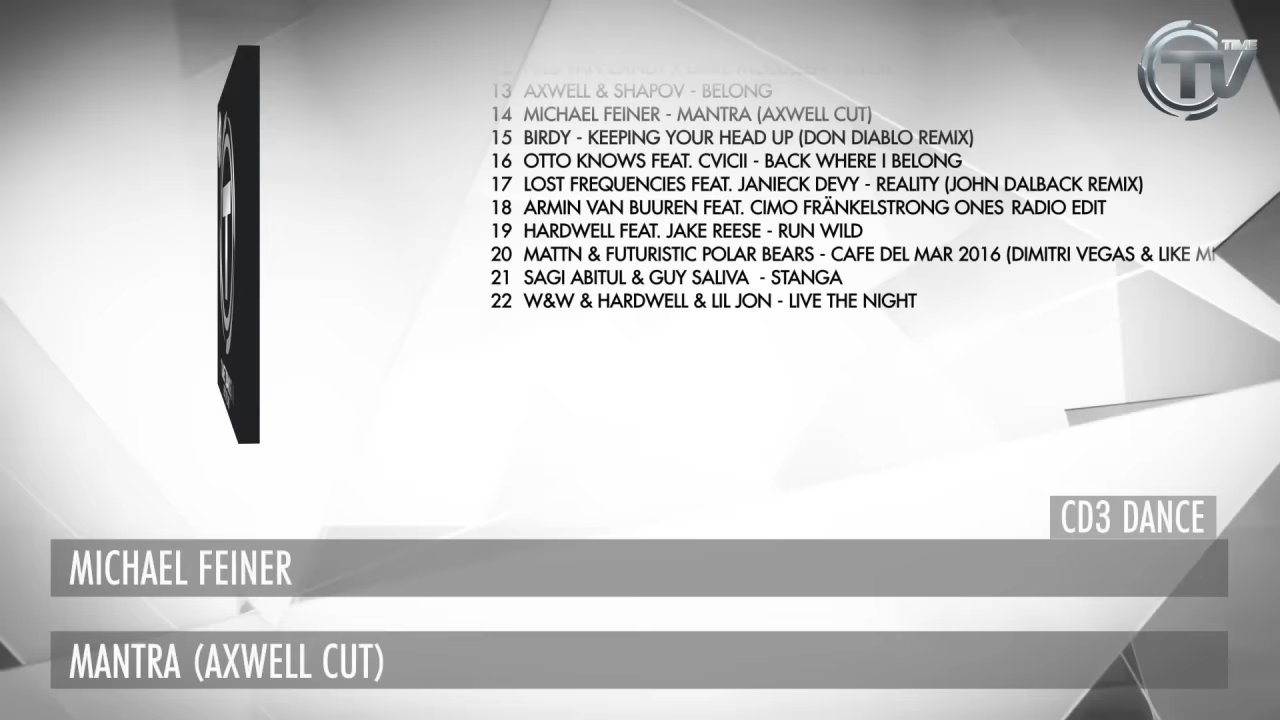 TIME
TV
13 AXWELL & SHAPOV - BELONG
14 MICHAEL FEINER - MANTRA (AXWELL CUT)
15 BIRDY - KEEPING YOUR HEAD UP (DON DIABLO REMIX)
16 OTTO KNOWS FEAT. CVICII - BACK WHERE I BELONG
17 LOST FREQUENCIES FEAT. JANIECK DEVY - REALITY (JOHN DALBACK REMIX)
18 ARMIN VAN BUUREN FEAT. CIMO FRÄNKELSTRONG ONES RADIO EDIT
19 HARDWELL FEAT. JAKE REESE - RUN WILD
20 MATTN & FUTURISTIC POLAR BEARS - CAFE DEL MAR 2016 (DIMITRI VEGAS & LIKE
21 SAGI ABITUL & GUY SALIVA - STANGA
22 W&W & HARDWELL & LIL JON - LIVE THE NIGHT
CD3 DANCE
MICHAEL FEINER
MANTRA (AXWELL CUT)